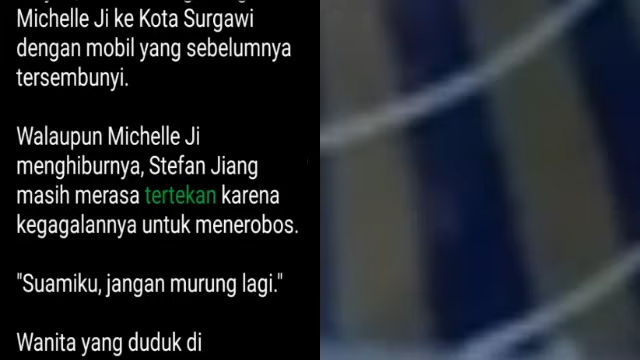 Michelle Ji ke Kota Surgawi
dengan mobil yang sebelumnya
tersembunyi.
Walaupun Michelle Ji
menghiburnya, Stefan Jiang
masih merasa tertekan karena
kegagalannya untuk menerobos.
"Suamiku, jangan murung lagi."
Wanita yang duduk di